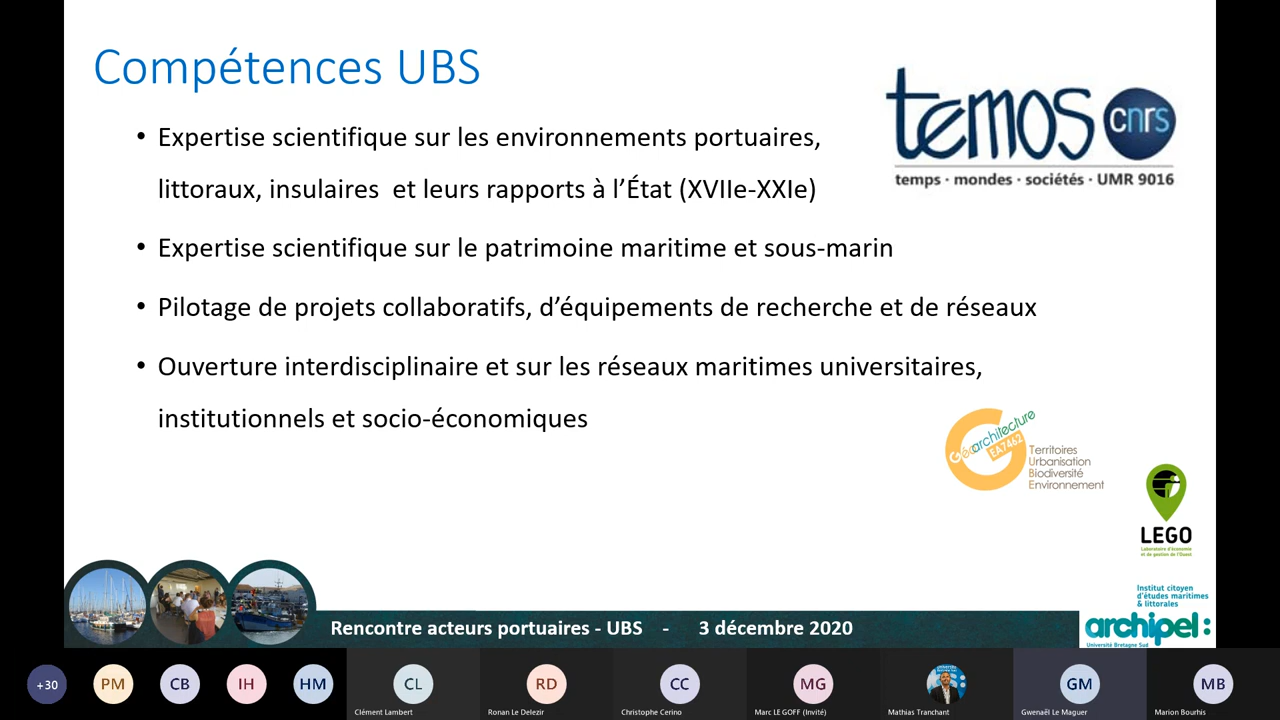 Compétences UBS
temos cnrs
temps · mondes · sociétés · UMR 9016
• Expertise scientifique sur les environnements portuaires,
littoraux, insulaires et leurs rapports à l’État (XVIIe-XXIe)
• Expertise scientifique sur le patrimoine maritime et sous-marin
• Pilotage de projets collaboratifs, d’équipements de recherche et de réseaux
• Ouverture interdisciplinaire et sur les réseaux maritimes universitaires,
institutionnels et socio-économiques
Géoarchitecture
EA7462
Territoires
Urbanisation
Biodiversité
Environnement
LEGO
Laboratoire d'économie
et de gestion de l'Ouest
Institut citoyen
d'études maritimes
& littorales
archipel:
Université Bretagne Sud
Rencontre acteurs portuaires - UBS - 3 décembre 2020
+30
PM
CB
IH
HM
CL
RD
CC
MG
GM
MB
Clément Lambert
Ronan Le Delezir
Christophe Cerino
Marc LE GOFF (Invité)
Mathias Tranchant
Gwenaël Le Maguer
Marion Bourhis